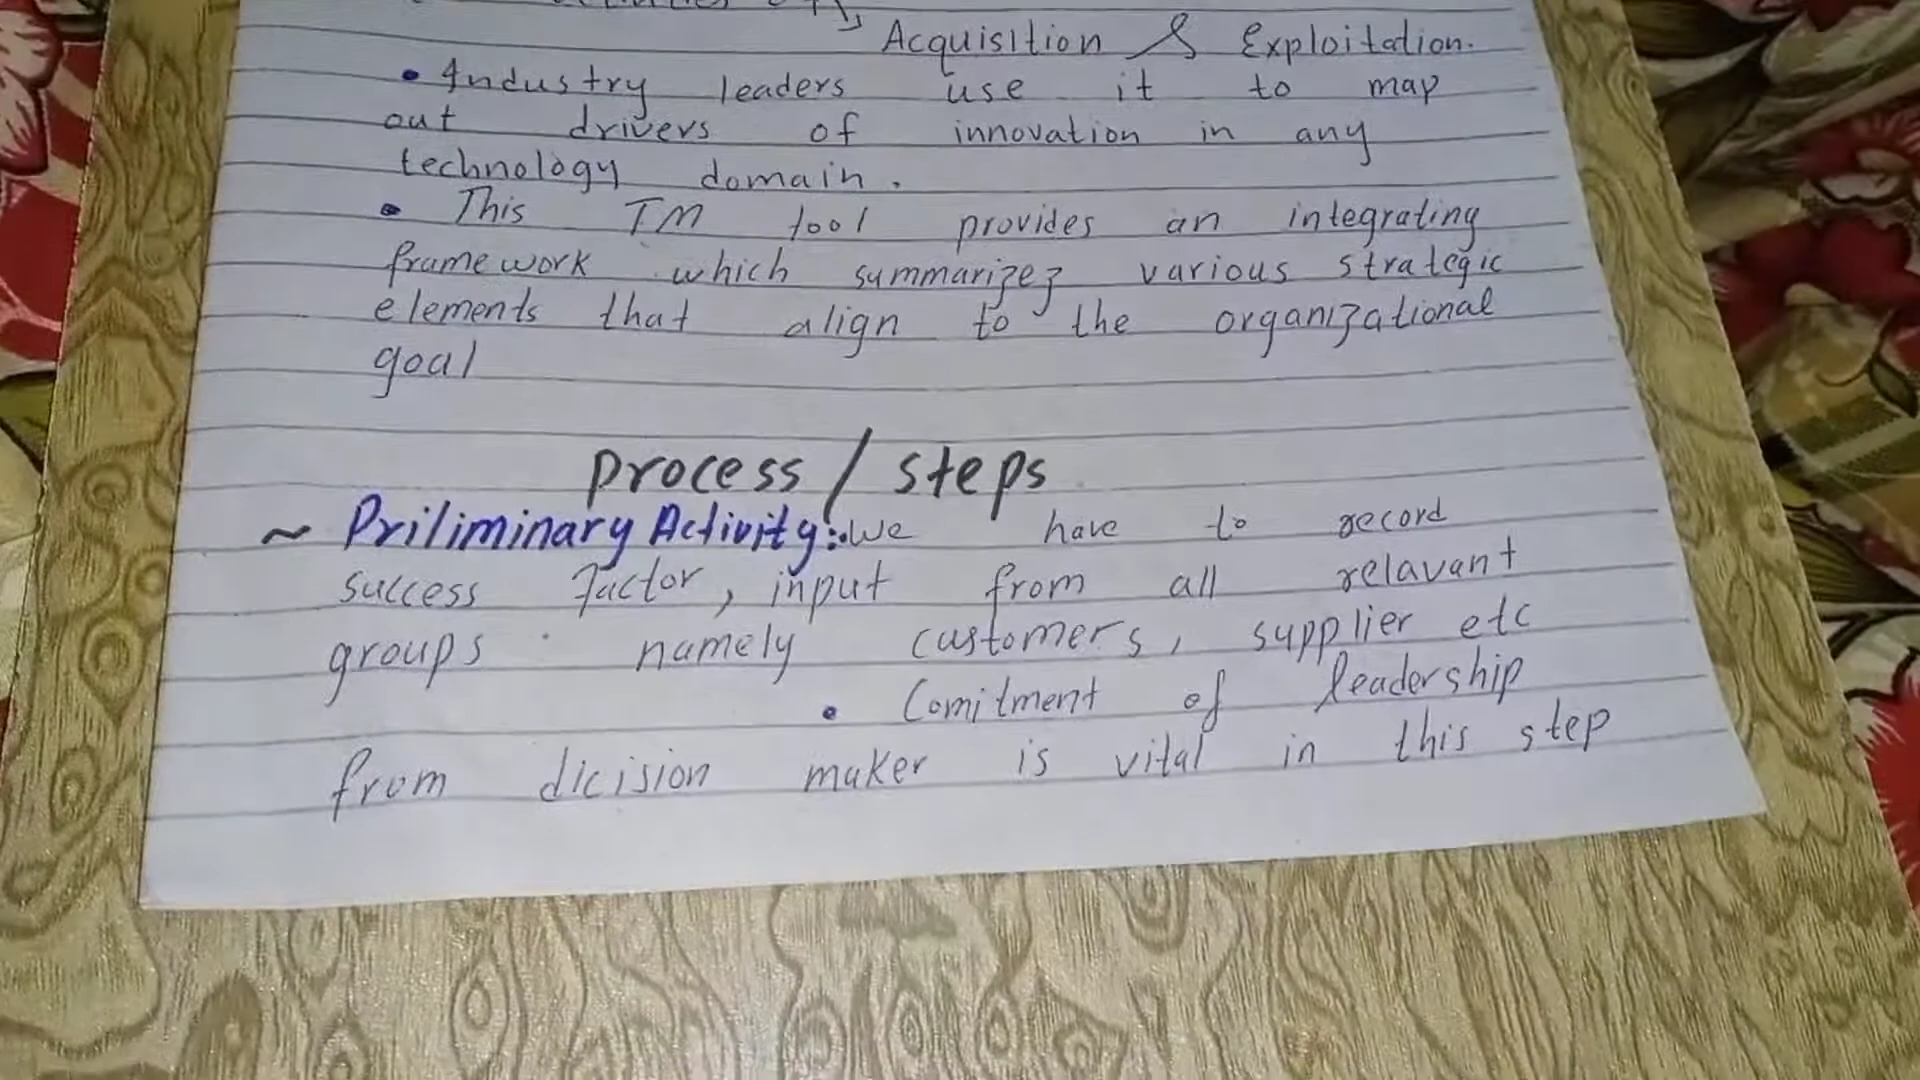 Acquisition & Exploitation.
• Industry leaders use it to map
out drivers of innovation in any
technology domain.
• This TM tool provides an integrating
framework which summarizez various strategic
elements that align to the organizational
goal
process / steps
~ Priliminary Activity:. We have to record
success factor, input from all relavant
groups namely customers, supplier etc
• Comitment of leadership
from dicision maker is vital in this step